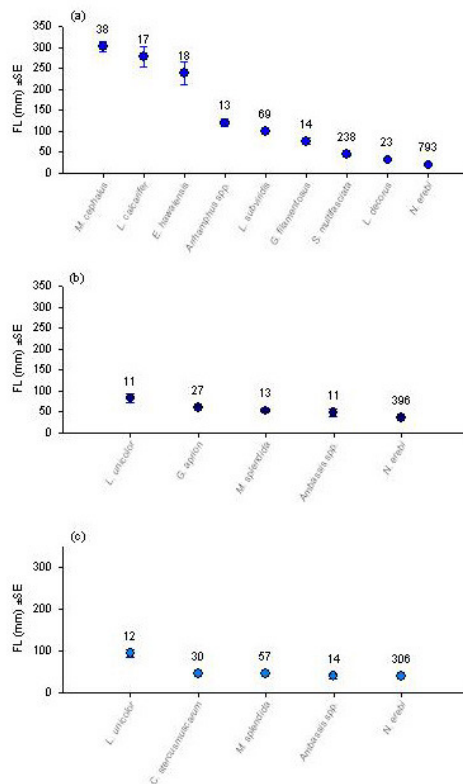 (a)
FL (mm) ±SE
350
300
250
200
150
100
50
0
38
17
18
13
69
14
238
23
793
M. cephalus
L. calcarifer
E. hawaiensis
Arrhamphus spp.
L. subviridis
G. filamentosus
S. multifasciata
L. decorus
N. erebi
(b)
FL (mm) ±SE
350
300
250
200
150
100
50
0
11
27
13
11
396
L. unicolor
G. aprion
M. splendida
Ambassis spp.
N. erebi
(c)
FL (mm) ±SE
300
200
100
0
12
30
57
14
306
L. unicolor
C. stercusmuscarum
M. splendida
Ambassis spp.
N. erebi